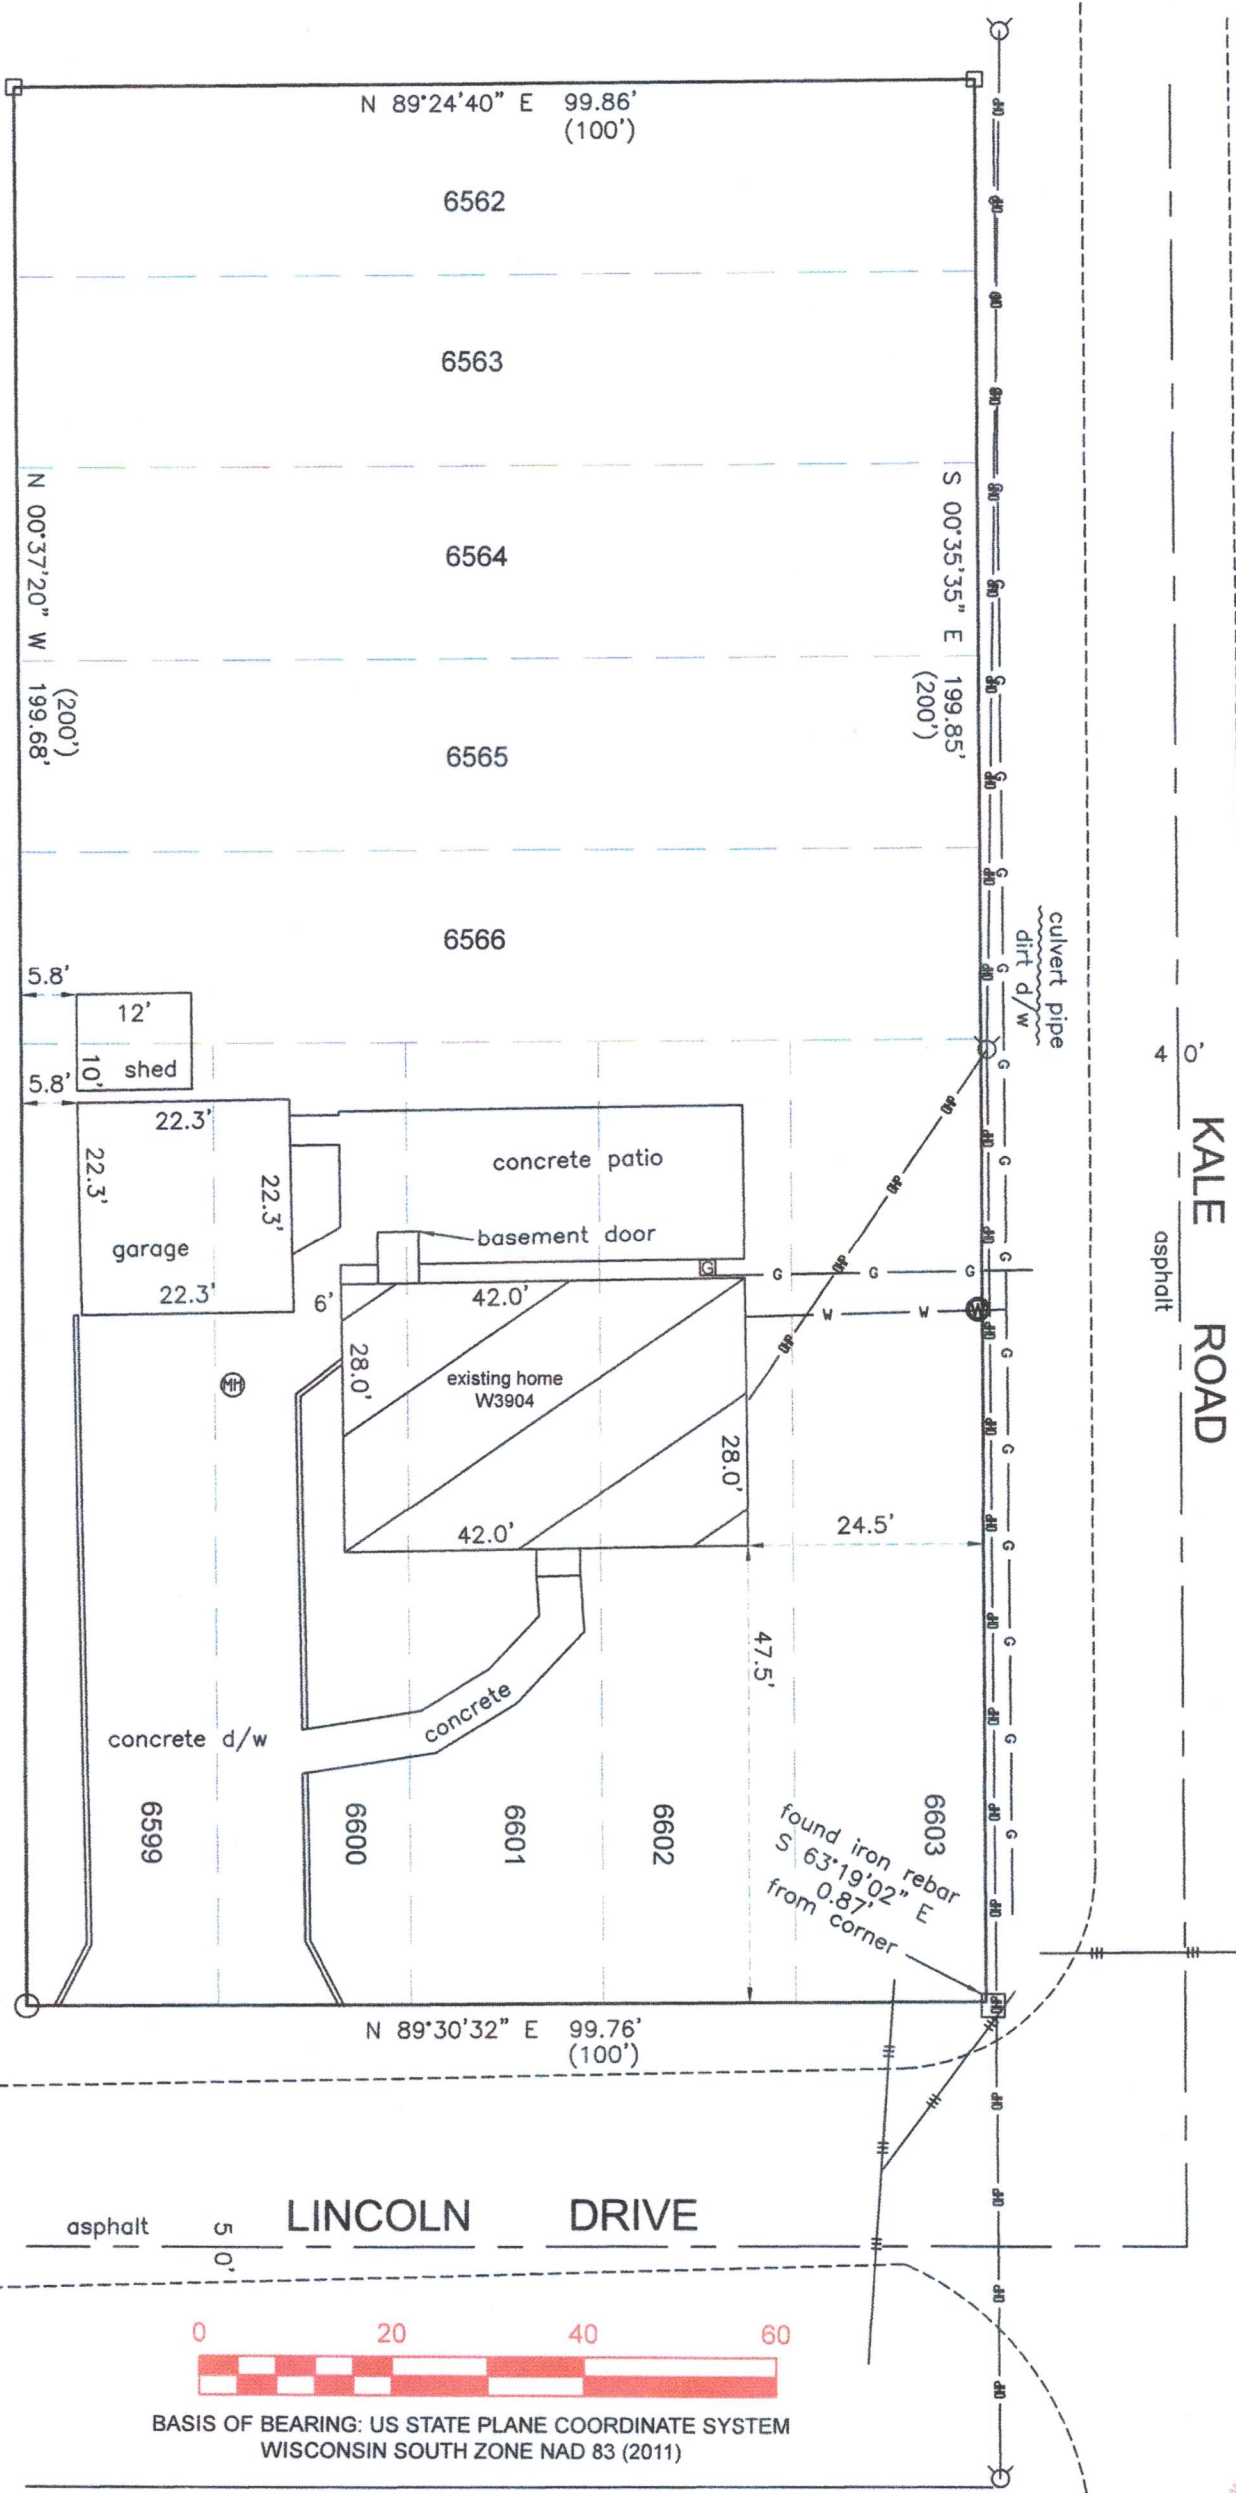 N 89°24'40" E 99.86'
(100')
6562
6563
6564
6565
6566
S 00°35'35" E 199.85'
(200')
N 00°37'20" W 199.68'
(200')
culvert pipe
dirt d/w
40'
KALE ROAD
asphalt
5.8'
12'
10'
shed
5.8'
22.3'
22.3'
22.3'
garage
22.3'
concrete patio
basement door
G
G
G
G
W
W
W
OHP
OHP
OHP
OHP
6'
42.0'
28.0'
existing home
W3904
28.0'
42.0'
24.5'
47.5'
MH
concrete
concrete d/w
6599
6600
6601
6602
6603
found iron rebar
S 63°19'02" E
0.87'
from corner
N 89°30'32" E 99.76'
(100')
LINCOLN DRIVE
asphalt
50'
0 20 40 60
BASIS OF BEARING: US STATE PLANE COORDINATE SYSTEM
WISCONSIN SOUTH ZONE NAD 83 (2011)